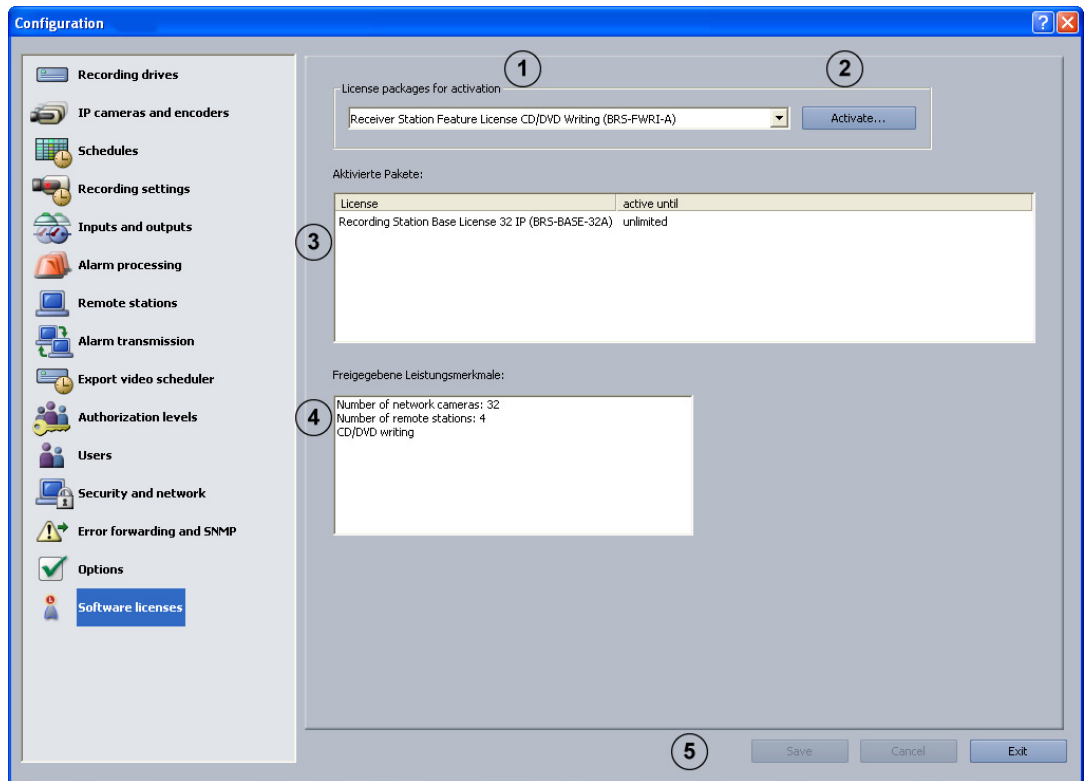 Configuration
?
Recording drives
IP cameras and encoders
Schedules
Recording settings
Inputs and outputs
Alarm processing
Remote stations
Alarm transmission
Export video scheduler
Authorization levels
Users
Security and network
Error forwarding and SNMP
Options
Software licenses
1
2
License packages for activation
Receiver Station Feature License CD/DVD Writing (BRS-FWRI-A)
Activate...
Aktivierte Pakete:
License active until
Recording Station Base License 32 IP (BRS-BASE-32A) unlimited
3
Freigegebene Leistungsmerkmale:
Number of network cameras: 32
4
Number of remote stations: 4
CD/DVD writing
5
Save Cancel Exit